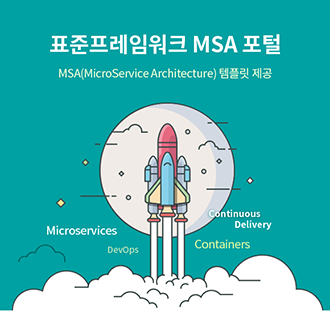 표준프레임워크 MSA 포털
MSA(MicroService Architecture) 템플릿 제공
Continuous
Delivery
Microservices
DevOps
Containers